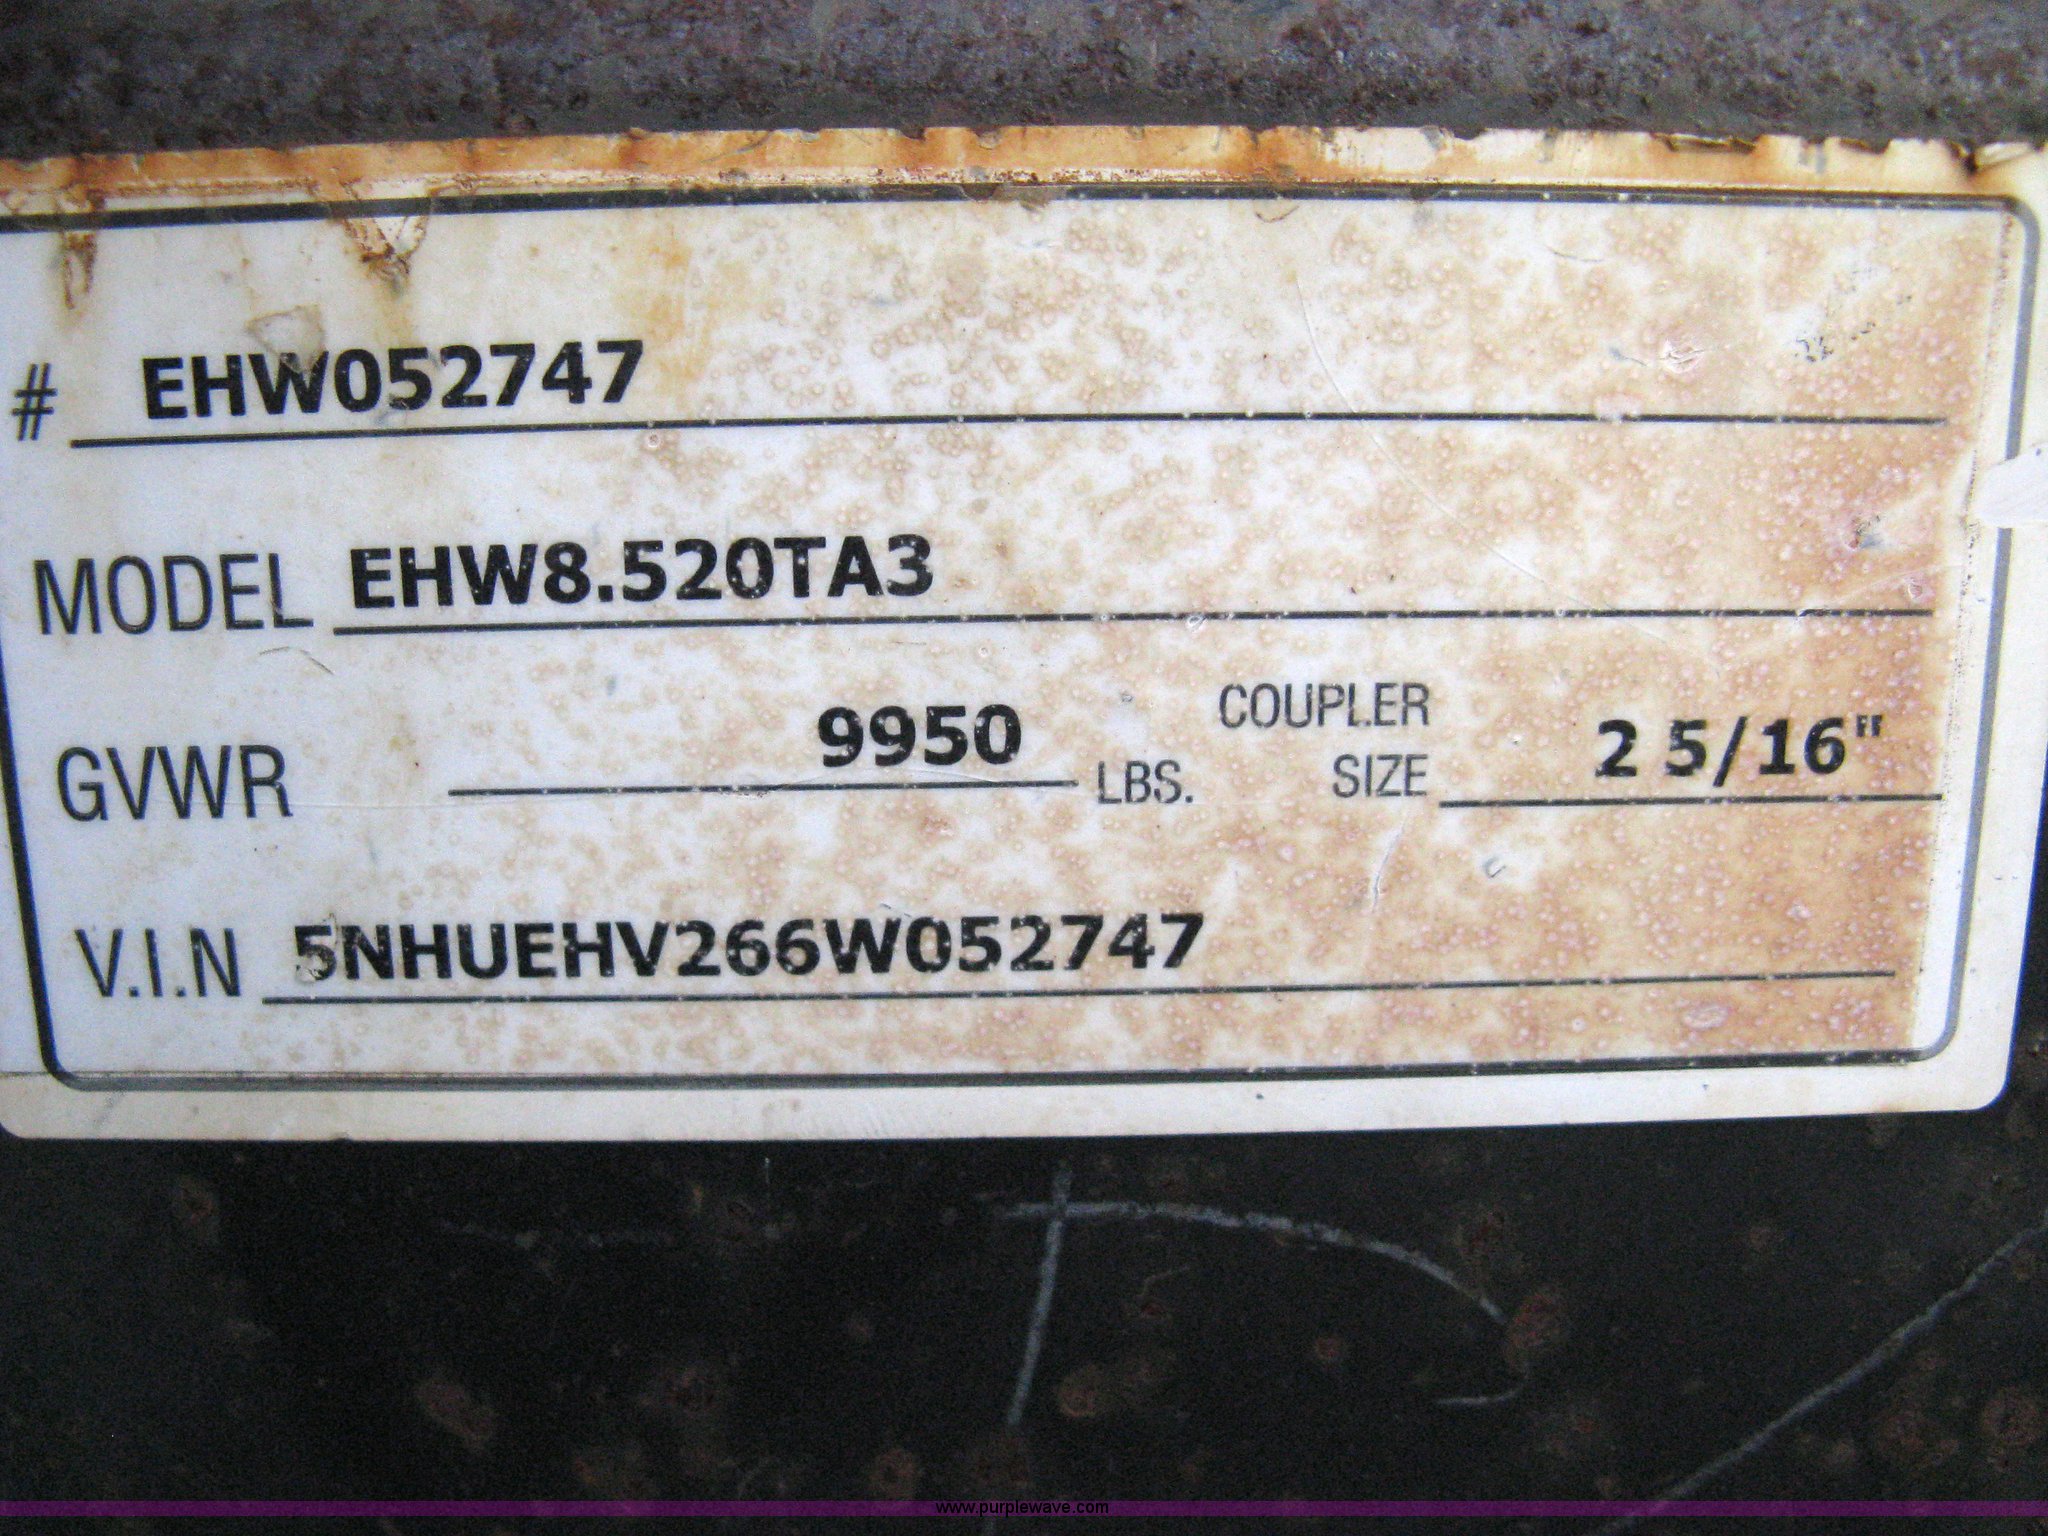 # EHW052747
MODEL EHW8.520TA3
GVWR 9950 LBS. COUPLER SIZE 2 5/16"
V.I.N 5NHUEHV266W052747
www.purplewave.com